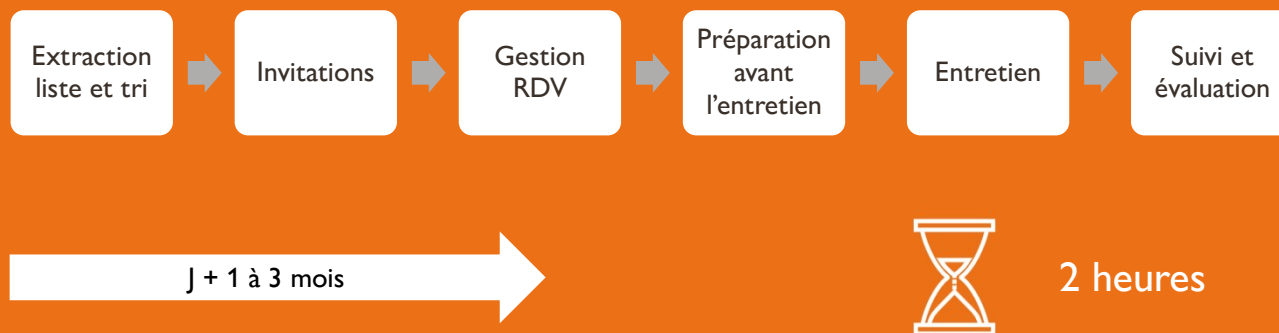 Extraction
liste et tri
Invitations
Gestion
RDV
Préparation
avant
l’entretien
Entretien
Suivi et
évaluation
J + 1 à 3 mois
2 heures